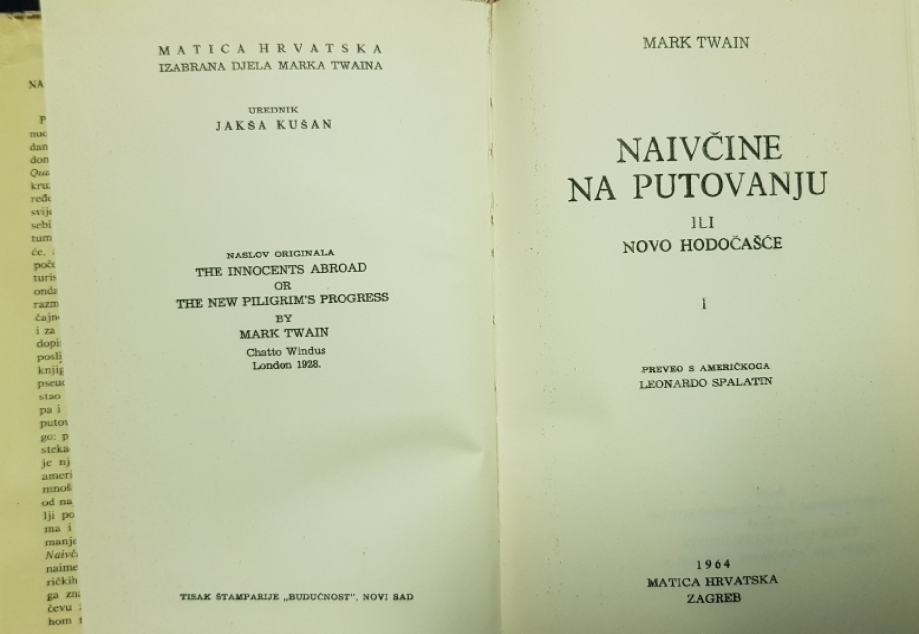 MATICA HRVATSKA
IZABRANA DJELA MARKA TWAINA
UREDNIK
JAKŠA KUŠAN
NASLOV ORIGINALA
THE INNOCENTS ABROAD
OR
THE NEW PILIGRIM'S PROGRESS
BY
MARK TWAIN
Chatto Windus
London 1928.
TISAK ŠTAMPARIJE „BUDUĆNOST", NOVI SAD
MARK TWAIN
NAIVČINE
NA PUTOVANJU
ILI
NOVO HODOČAŠĆE
I
PREVEO S AMERIČKOGA
LEONARDO SPALATIN
1964
MATICA HRVATSKA
ZAGREB